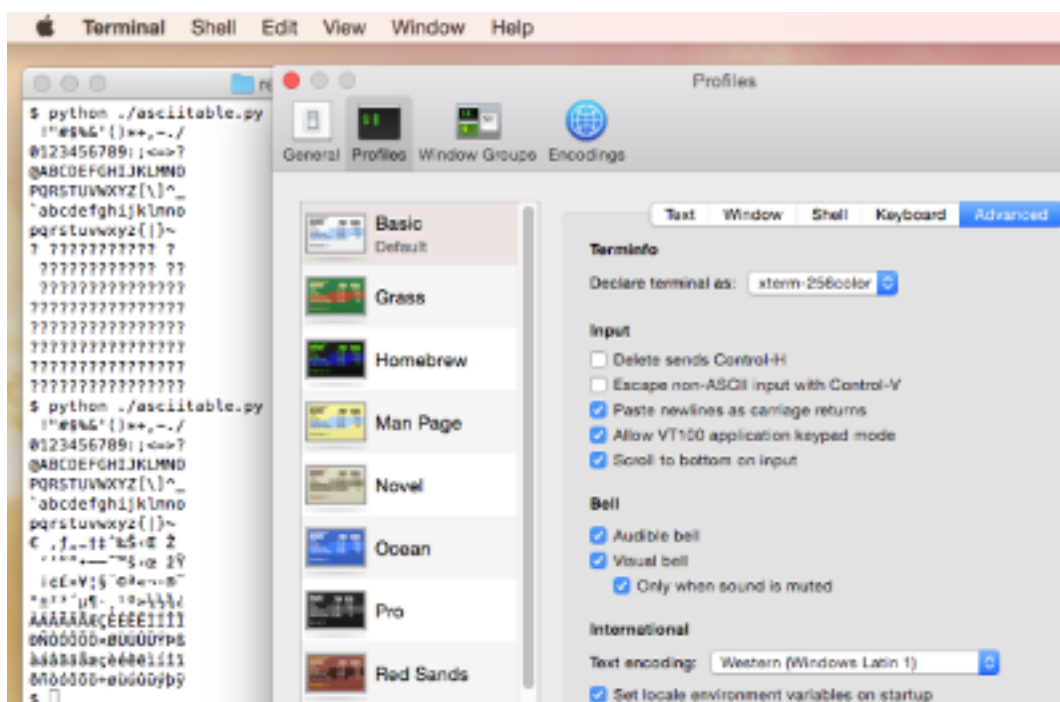 Terminal Shell Edit View Window Help
$ python ./asciitable.py
!"#$%&'()*+,-./
0123456789:;<=>?
@ABCDEFGHIJKLMNO
PQRSTUVWXYZ[\]^_
`abcdefghijklmno
pqrstuvwxyz{|}~
? ??????????? ?
???????????? ??
???????????????
????????????????
????????????????
????????????????
????????????????
????????????????
$ python ./asciitable.py
!"#$%&'()*+,-./
0123456789:;<=>?
@ABCDEFGHIJKLMNO
PQRSTUVWXYZ[\]^_
`abcdefghijklmno
pqrstuvwxyz{|}~
$
Profiles
General Profiles Window Groups Encodings
Basic
Default
Grass
Homebrew
Man Page
Novel
Ocean
Pro
Red Sands
Text Window Shell Keyboard Advanced
Terminfo
Declare terminal as: xterm-256color
Input
Delete sends Control-H
Escape non-ASCII input with Control-V
Paste newlines as carriage returns
Allow VT100 application keypad mode
Scroll to bottom on input
Bell
Audible bell
Visual bell
Only when sound is muted
International
Text encoding: Western (Windows Latin 1)
Set locale environment variables on startup